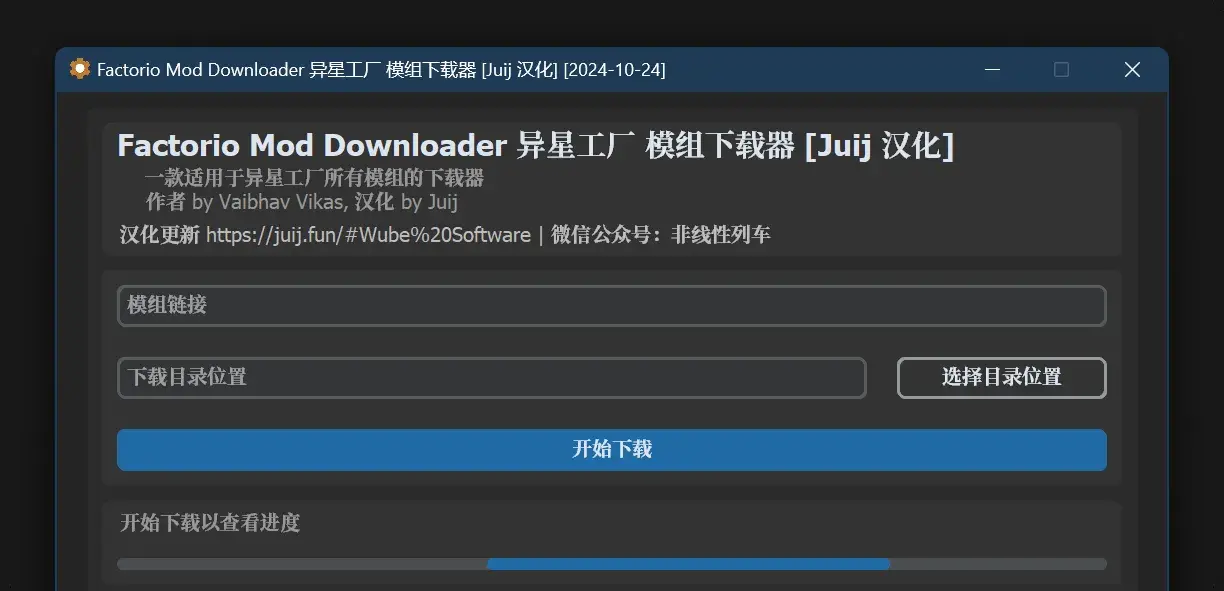 Factorio Mod Downloader 异星工厂 模组下载器 [Juij 汉化] [2024-10-24]
Factorio Mod Downloader 异星工厂 模组下载器 [Juij 汉化]
一款适用于异星工厂所有模组的下载器
作者 by Vaibhav Vikas, 汉化 by Juij
汉化更新 https://juij.fun/#Wube%20Software | 微信公众号：非线性列车
模组链接
下载目录位置
选择目录位置
开始下载
开始下载以查看进度